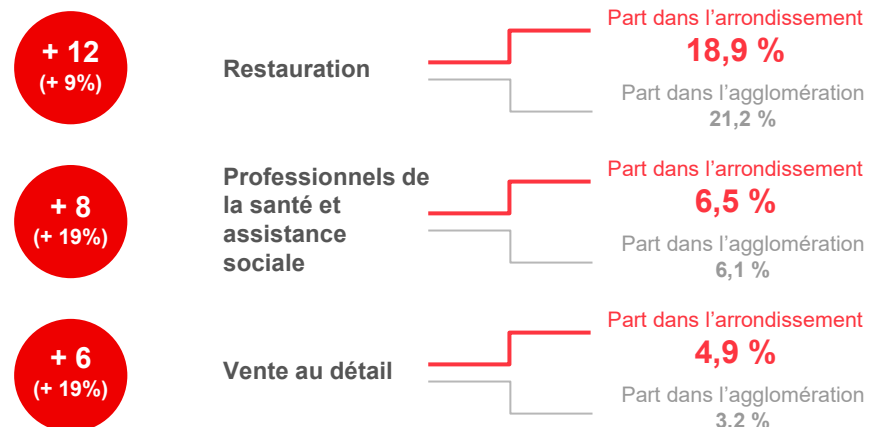 + 12
(+ 9%)
Restauration
Part dans l'arrondissement
18,9 %
Part dans l'agglomération
21,2 %
+ 8
(+ 19%)
Professionnels de
la santé et
assistance
sociale
Part dans l'arrondissement
6,5 %
Part dans l'agglomération
6,1 %
+ 6
(+ 19%)
Vente au détail
Part dans l'arrondissement
4,9 %
Part dans l'agglomération
3,2 %